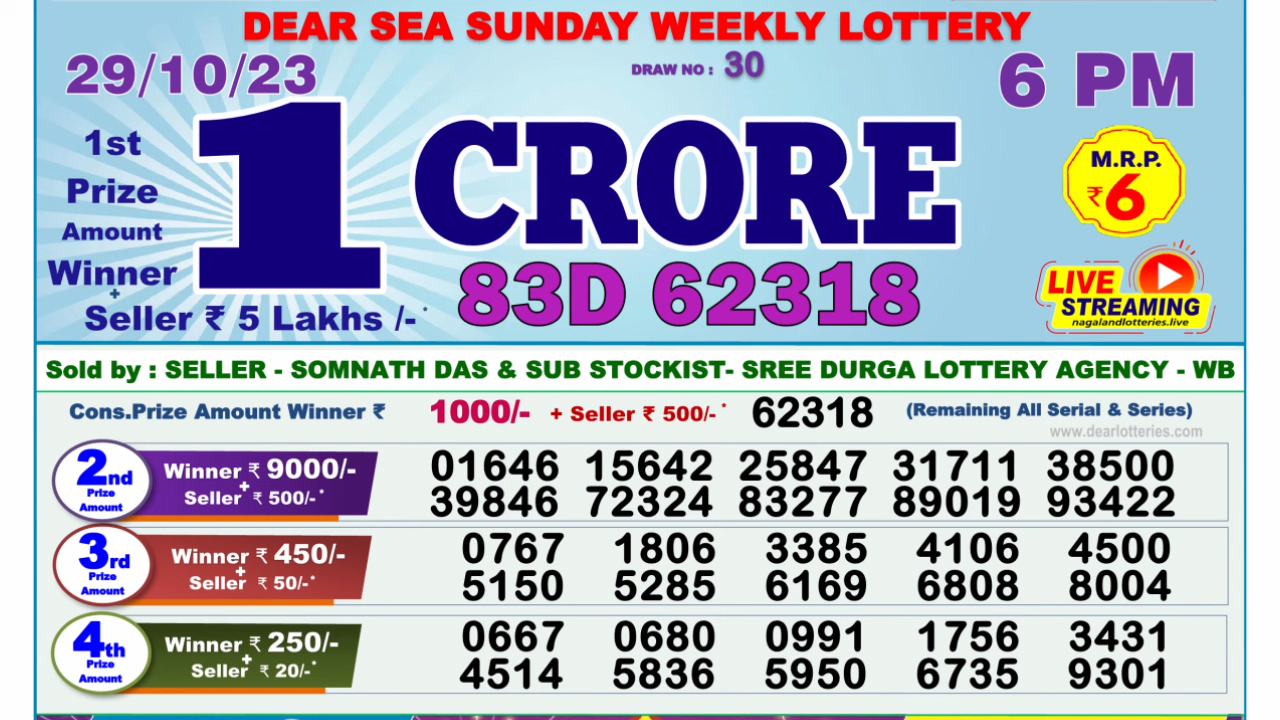 DEAR SEA SUNDAY WEEKLY LOTTERY
29/10/23
DRAW NO : 30
6 PM
1st
Prize
Amount
Winner
+
Seller ₹ 5 Lakhs /-*
1 CRORE
83D 62318
M.R.P.
₹6
LIVE
STREAMING
nagalandlotteries.live
Sold by : SELLER - SOMNATH DAS & SUB STOCKIST- SREE DURGA LOTTERY AGENCY - WB
Cons.Prize Amount Winner ₹ 1000/- + Seller ₹ 500/-* 62318 (Remaining All Serial & Series)
www.dearlotteries.com
2nd
Prize
Amount
Winner ₹ 9000/-
+
Seller ₹ 500/-*
01646 15642 25847 31711 38500
39846 72324 83277 89019 93422
3rd
Prize
Amount
Winner ₹ 450/-
+
Seller ₹ 50/-*
0767 1806 3385 4106 4500
5150 5285 6169 6808 8004
4th
Prize
Amount
Winner ₹ 250/-
+
Seller ₹ 20/-*
0667 0680 0991 1756 3431
4514 5836 5950 6735 9301